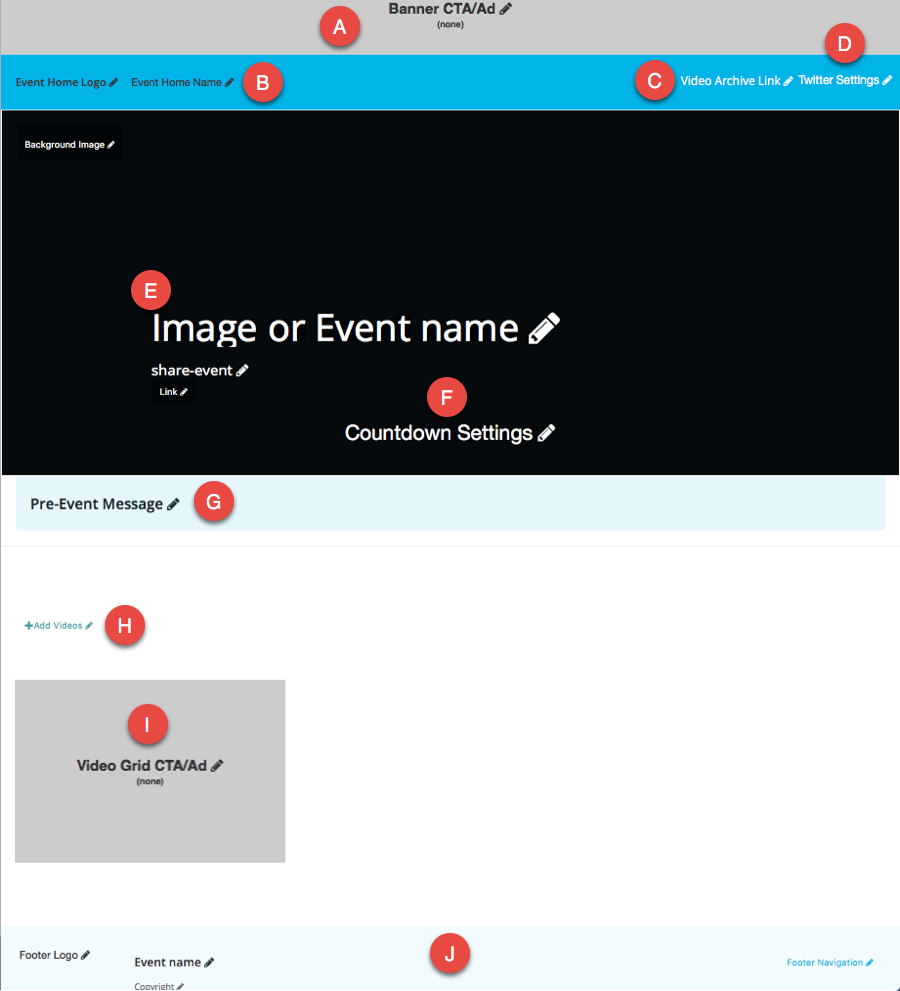 Banner CTA/Ad
(none)
A
D
Event Home Logo Event Home Name B C Video Archive Link Twitter Settings
Background Image
E
Image or Event name
share-event
Link
F
Countdown Settings
Pre-Event Message G
+Add Videos H
I
Video Grid CTA/Ad
(none)
Footer Logo Event name J Footer Navigation
Copyright